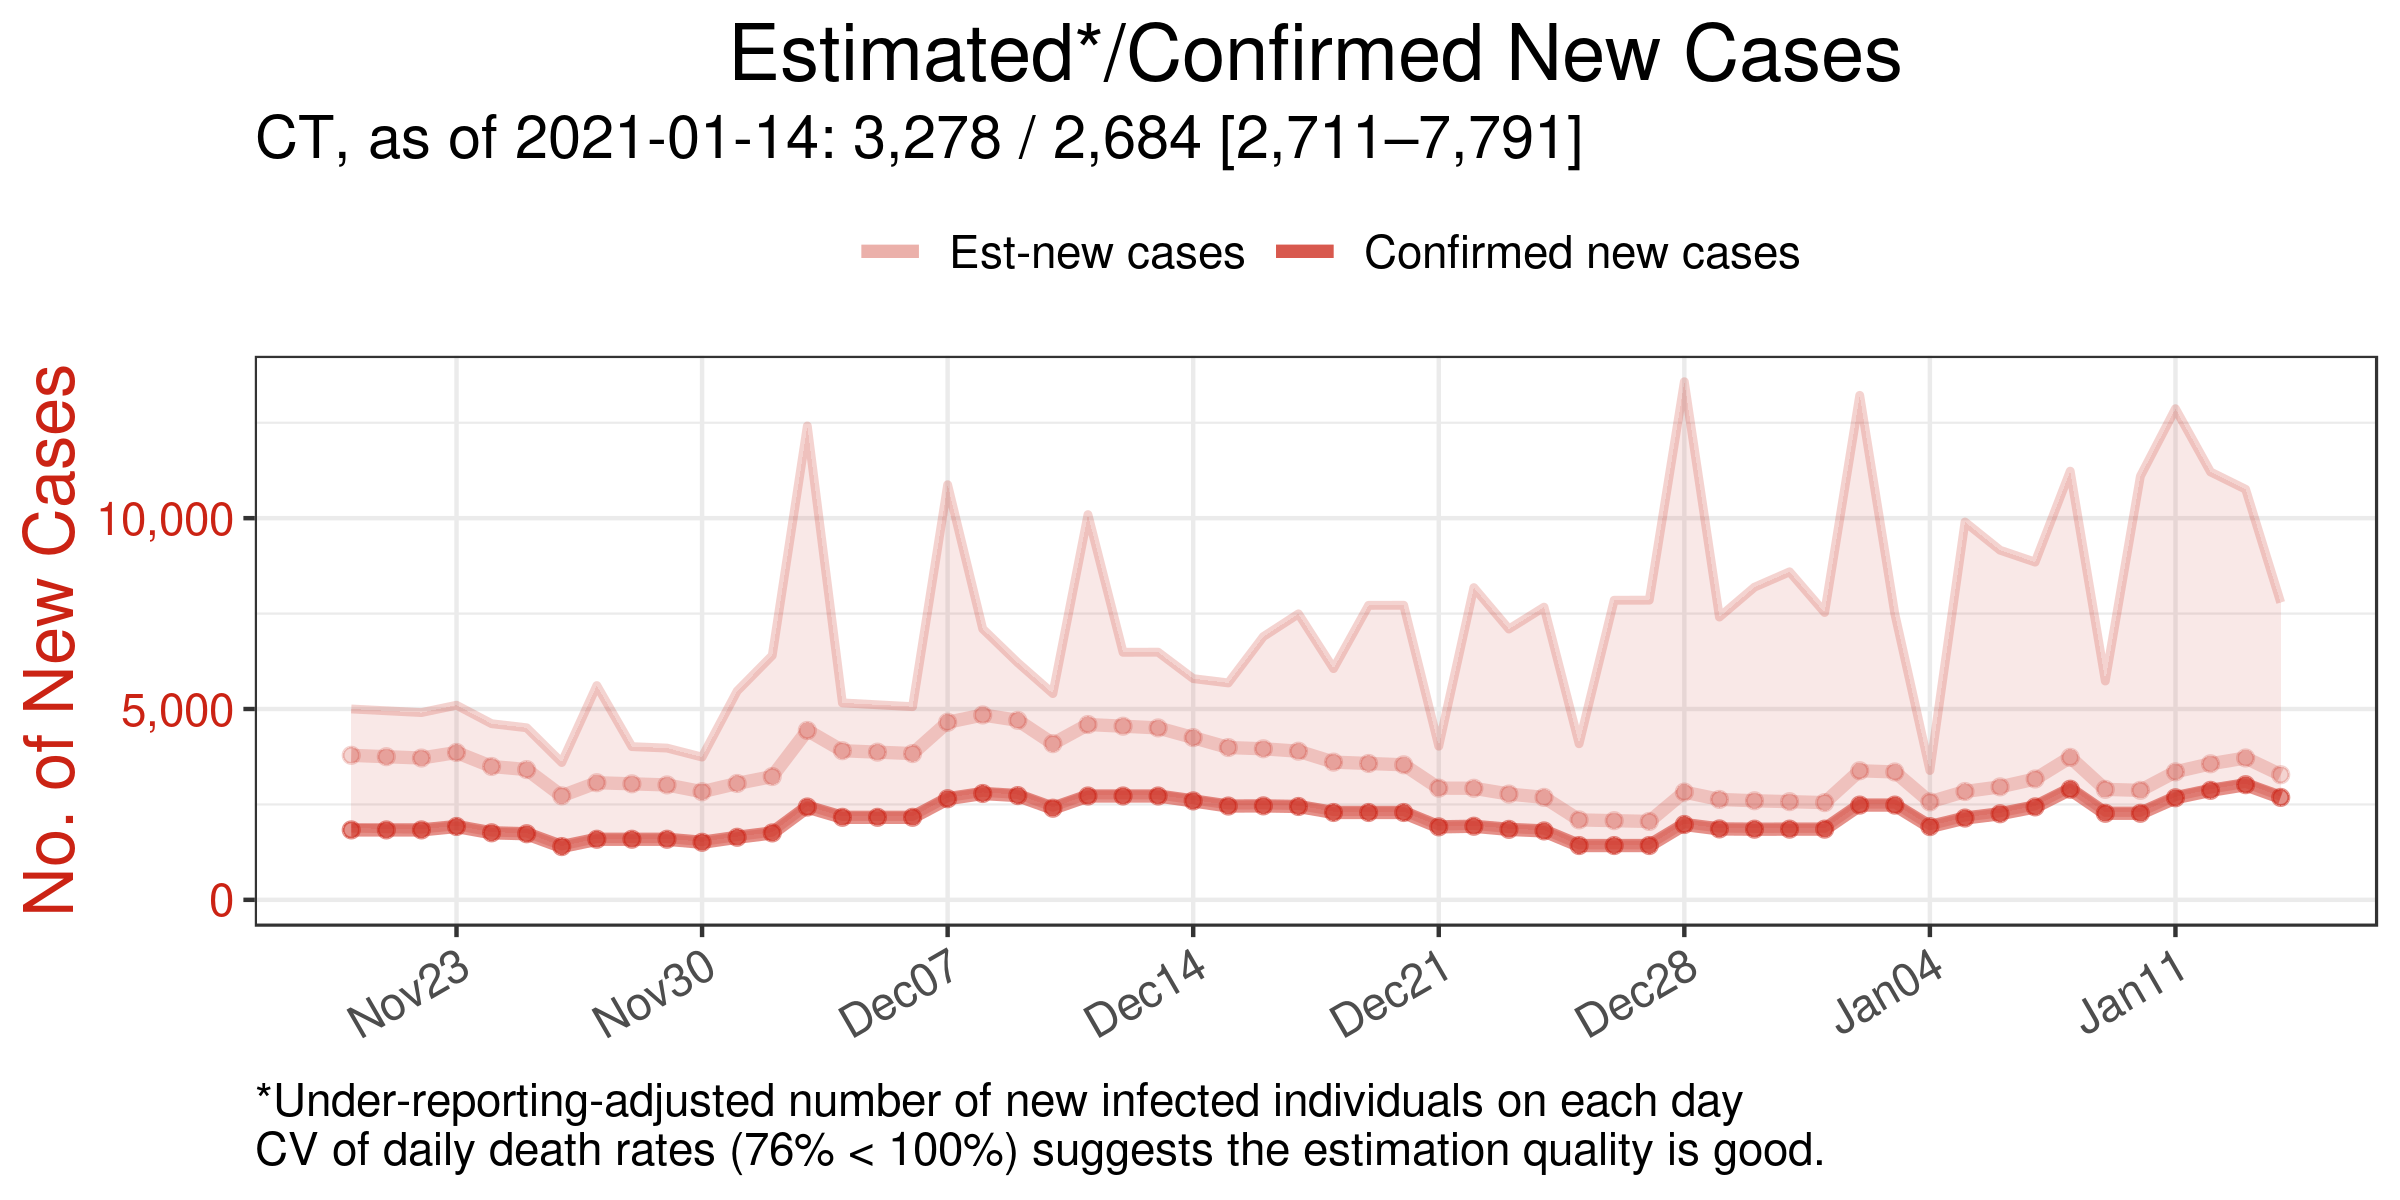 Estimated*/Confirmed New Cases
CT, as of 2021-01-14: 3,278 / 2,684 [2,711–7,791]
Est-new cases Confirmed new cases
No. of New Cases
10,000
5,000
0
Nov23 Nov30 Dec07 Dec14 Dec21 Dec28 Jan04 Jan11
*Under-reporting-adjusted number of new infected individuals on each day
CV of daily death rates (76% < 100%) suggests the estimation quality is good.